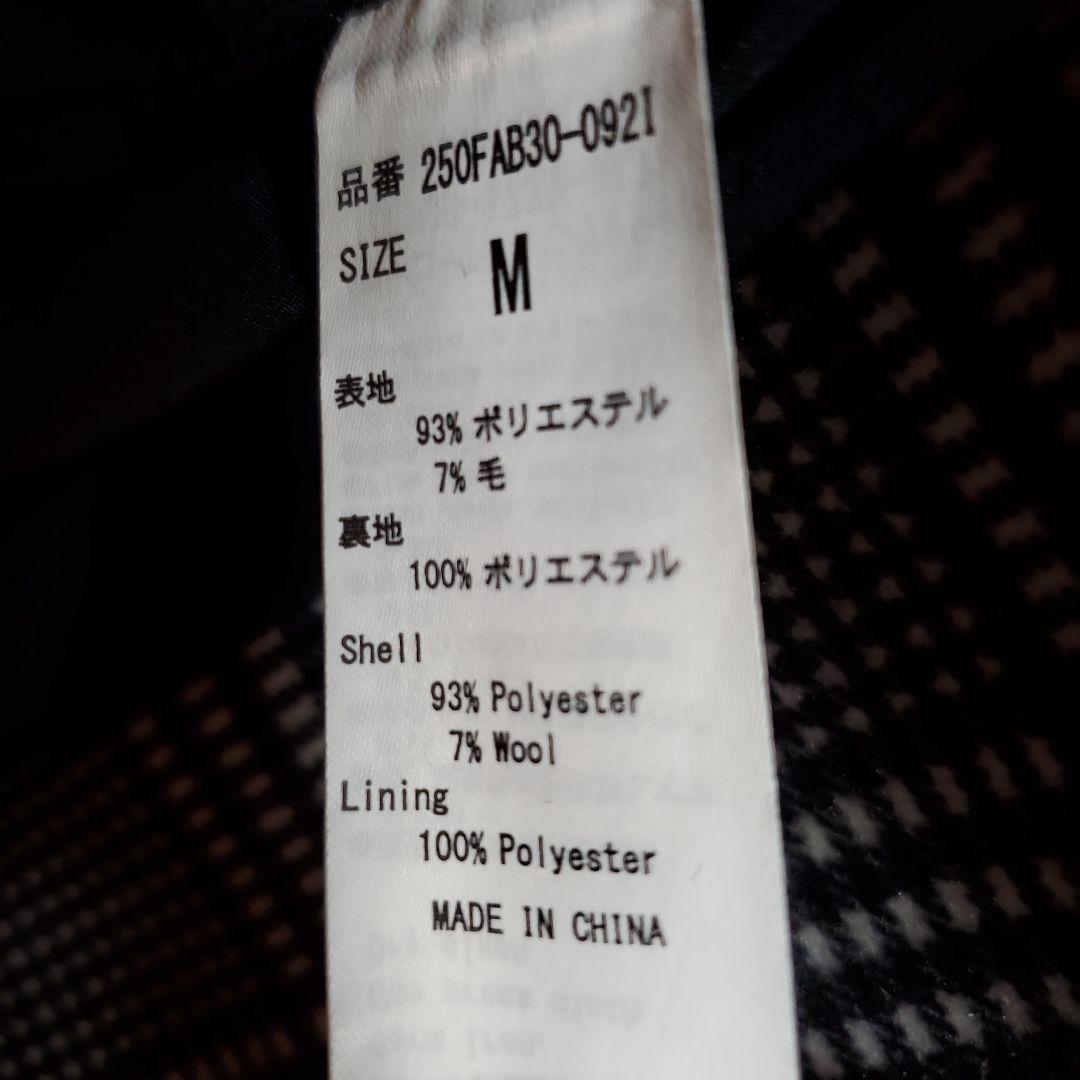 品番 250FAB30-092I
SIZE M
表地
93% ポリエステル
7% 毛
裏地
100% ポリエステル
Shell
93% Polyester
7% Wool
Lining
100% Polyester
MADE IN CHINA